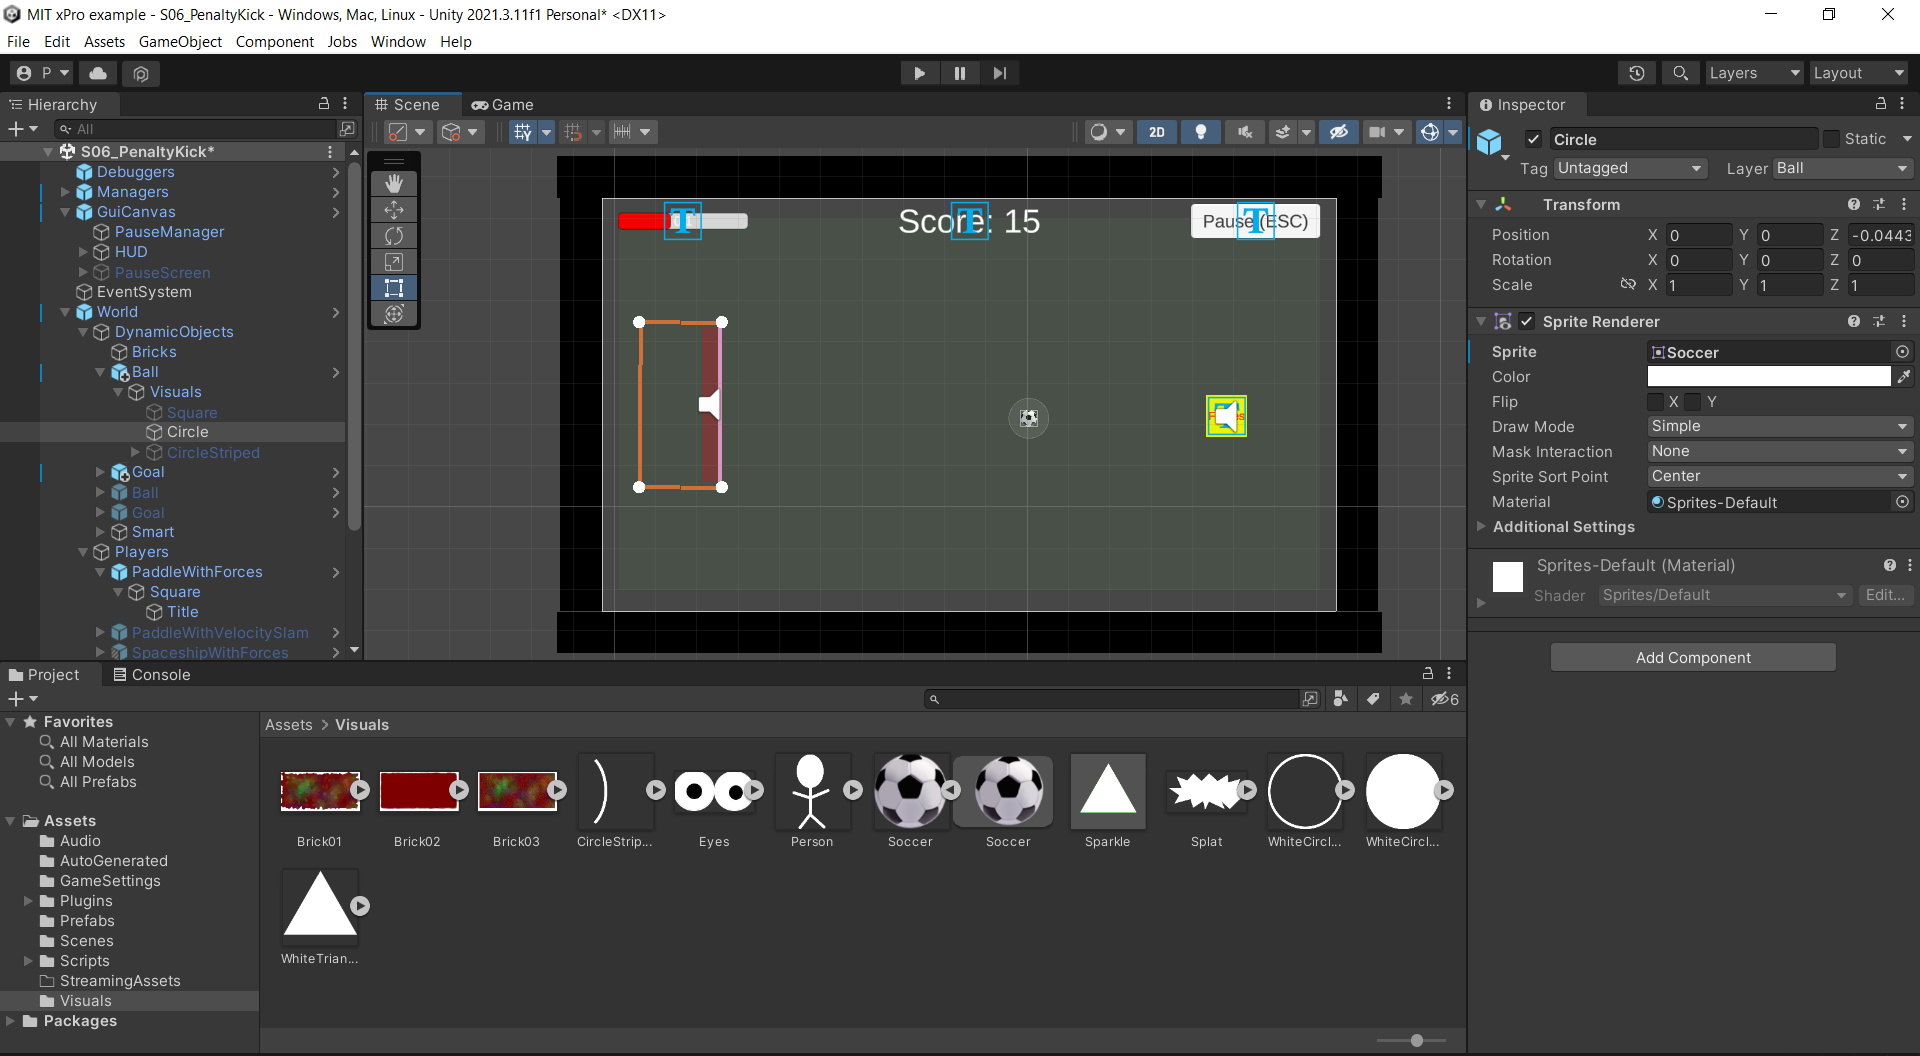 MIT xPro example - S06_PenaltyKick - Windows, Mac, Linux - Unity 2021.3.11f1 Personal* <DX11>
File Edit Assets GameObject Component Jobs Window Help
P Layers Layout
Hierarchy
All
S06_PenaltyKick*
Debuggers
Managers
GuiCanvas
PauseManager
HUD
PauseScreen
EventSystem
World
DynamicObjects
Bricks
Ball
Visuals
Square
Circle
CircleStriped
Goal
Ball
Goal
Smart
Players
PaddleWithForces
Square
Title
PaddleWithVelocitySlam
SpaceshipWithForces
Scene Game
2D
Score: 15
Pause (ESC)
Inspector
Circle Static
Tag Untagged Layer Ball
Transform
Position X 0 Y 0 Z -0.0443
Rotation X 0 Y 0 Z 0
Scale X 1 Y 1 Z 1
Sprite Renderer
Sprite Soccer
Color
Flip X Y
Draw Mode Simple
Mask Interaction None
Sprite Sort Point Center
Material Sprites-Default
Additional Settings
Sprites-Default (Material)
Shader Sprites/Default Edit...
Add Component
Project Console
6
Favorites
All Materials
All Models
All Prefabs
Assets
Audio
AutoGenerated
GameSettings
Plugins
Prefabs
Scenes
Scripts
StreamingAssets
Visuals
Packages
Assets > Visuals
Brick01 Brick02 Brick03 CircleStrip... Eyes Person Soccer Soccer Sparkle Splat WhiteCircl... WhiteCircl...
WhiteTrian...